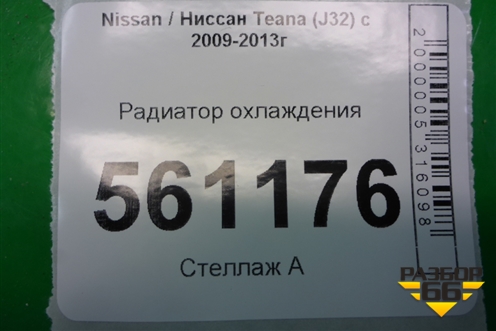 Nissan / Ниссан Teana (J32) с
2009-2013г
Радиатор охлаждения
561176
Стеллаж А
2000005316098
РАЗБОР
66